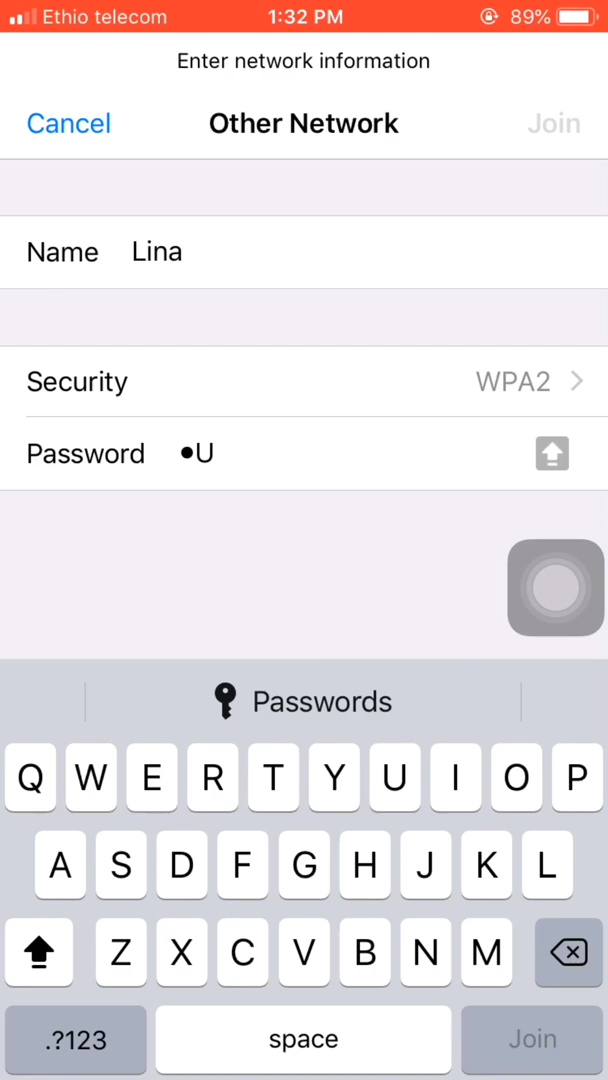 Ethio telecom 1:32 PM 89%
Enter network information
Cancel Other Network Join
Name Lina
Security WPA2
Password •U
Passwords
Q W E R T Y U I O P
A S D F G H J K L
Z X C V B N M
.?123 space Join